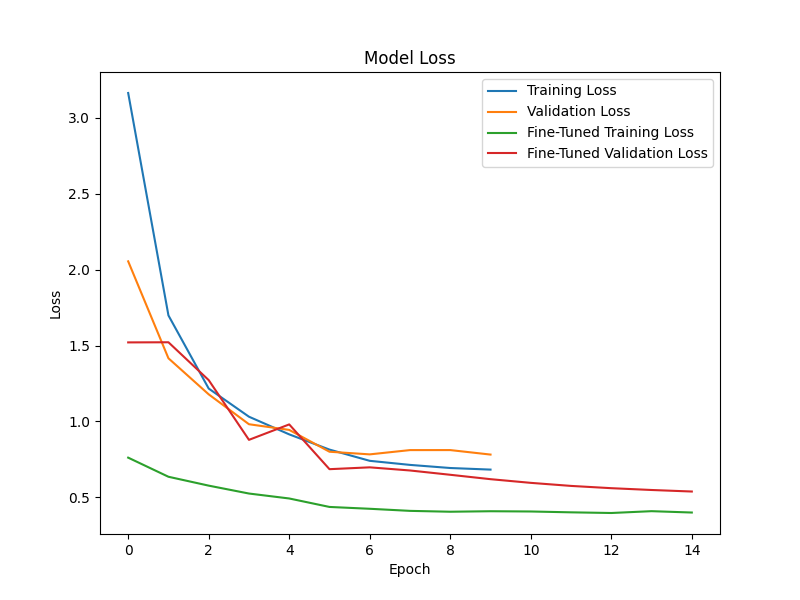 Model Loss
Training Loss
Validation Loss
Fine-Tuned Training Loss
Fine-Tuned Validation Loss
3.0
2.5
2.0
1.5
1.0
0.5
Loss
0 2 4 6 8 10 12 14
Epoch